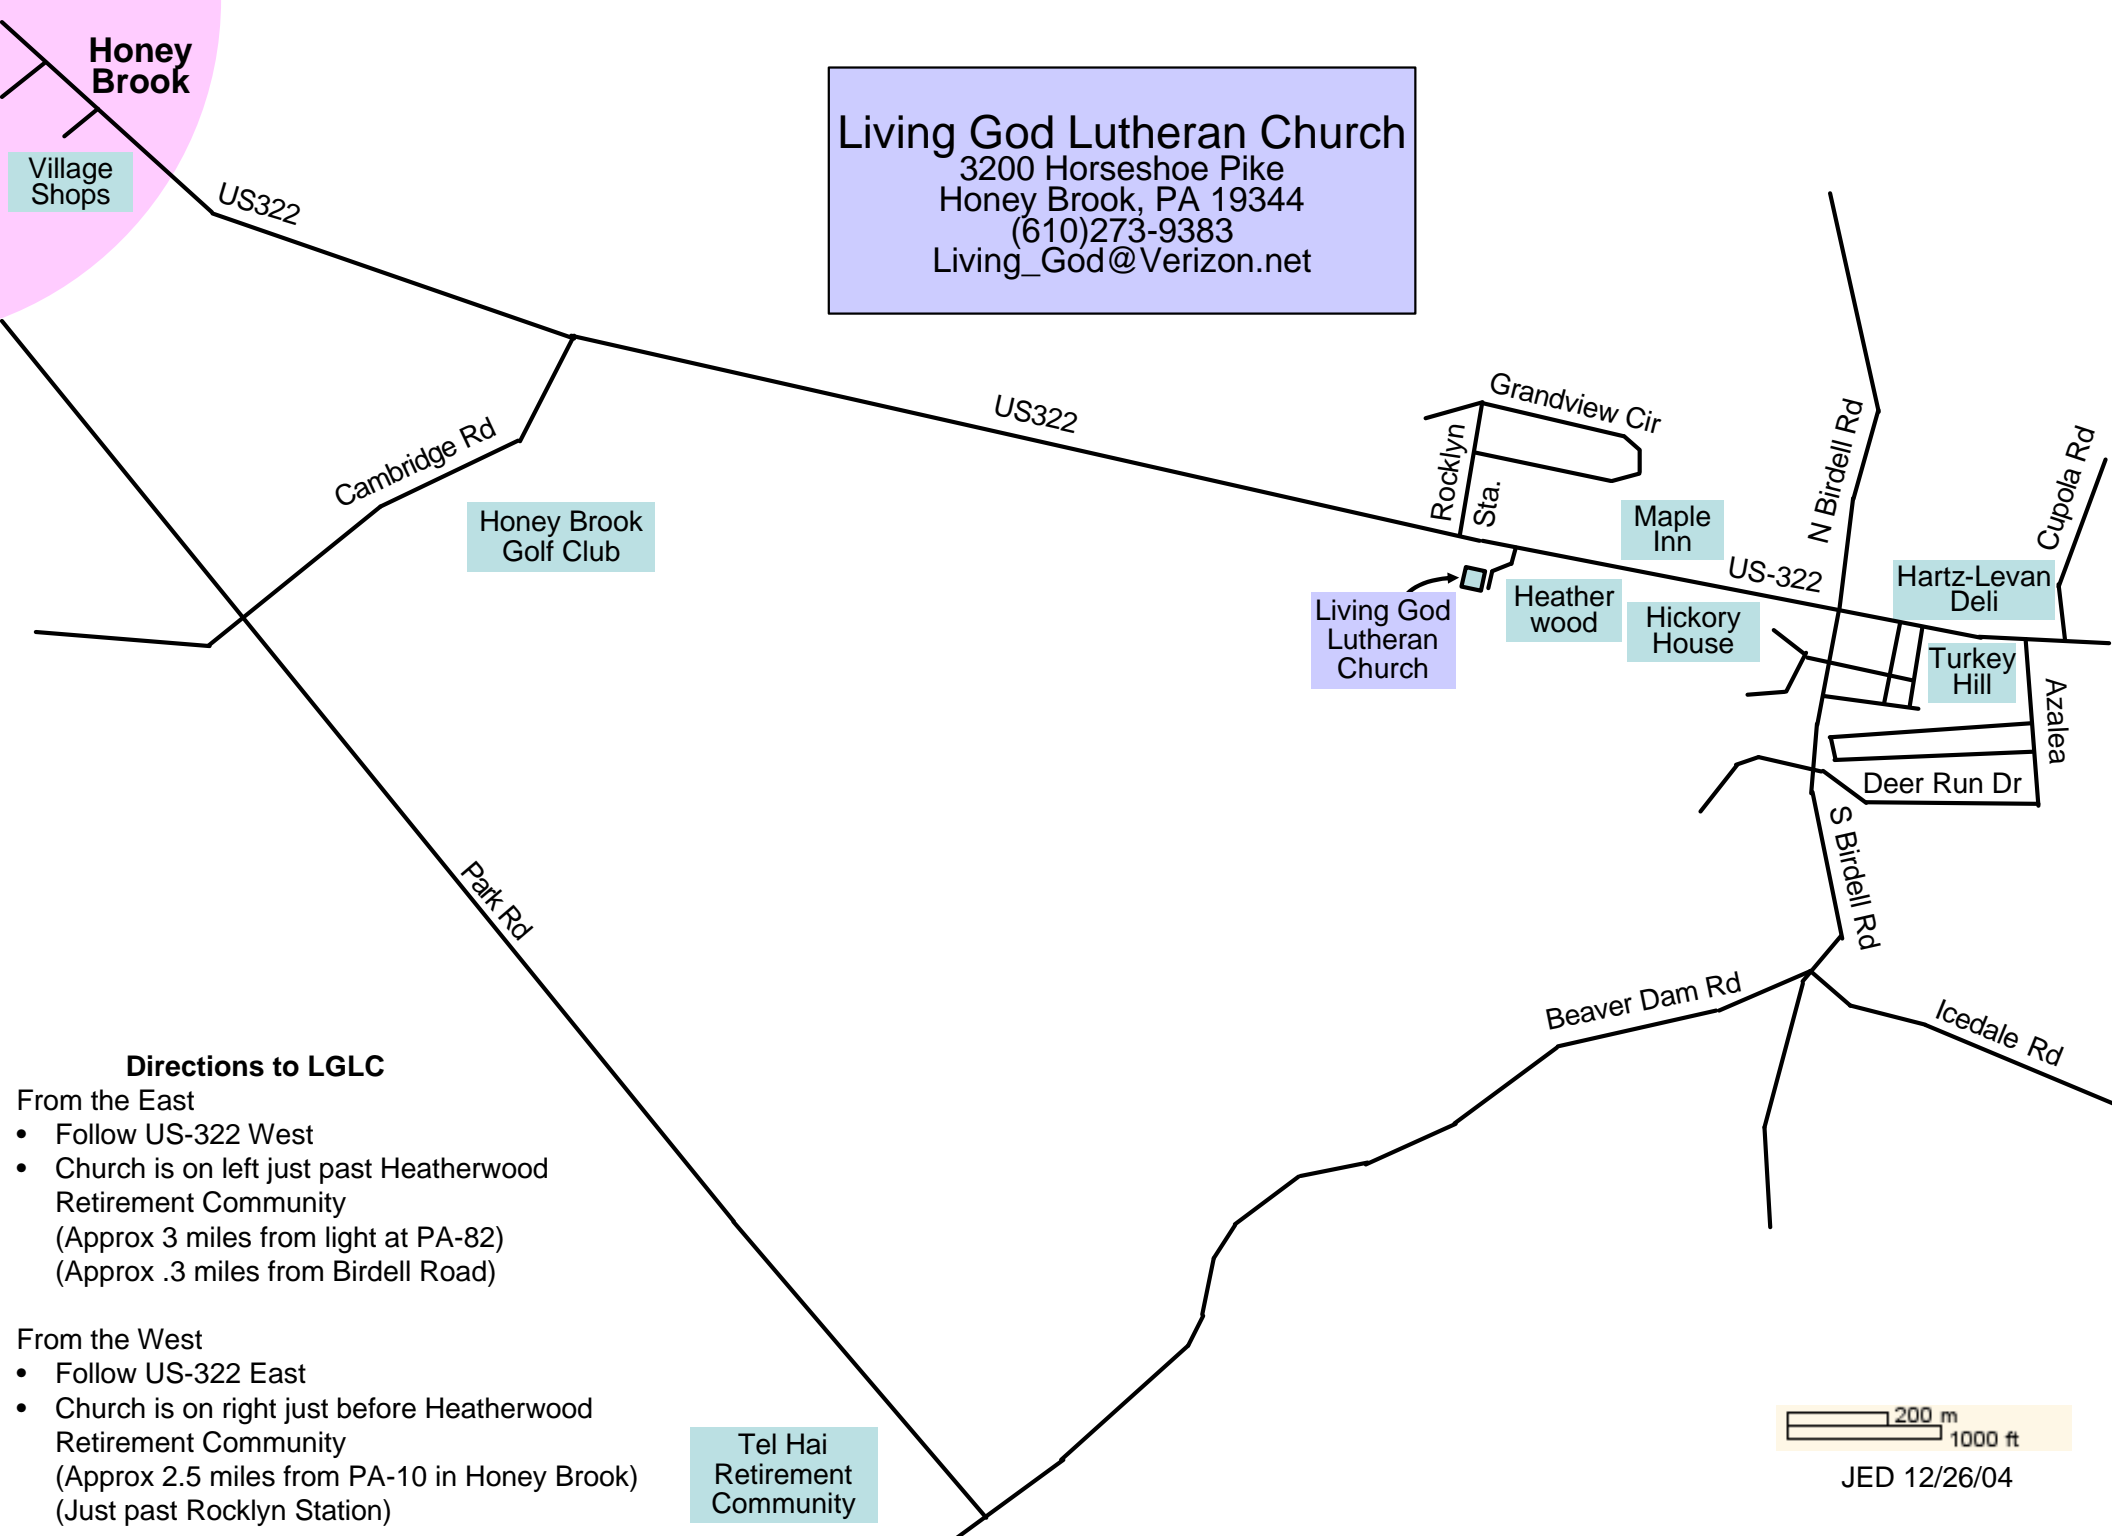 Honey
Brook
Village
Shops
US322
Living God Lutheran Church
3200 Horseshoe Pike
Honey Brook, PA 19344
(610)273-9383
Living_God@Verizon.net
US322
Grandview Cir
Rocklyn
Sta.
N Birdell Rd
Cupola Rd
Cambridge Rd
Honey Brook
Golf Club
Maple
Inn
US-322
Hartz-Levan
Deli
Living God
Lutheran
Church
Heather
wood
Hickory
House
Turkey
Hill
Azalea
Deer Run Dr
S Birdell Rd
Park Rd
Beaver Dam Rd
Icedale Rd
Directions to LGLC
From the East
• Follow US-322 West
• Church is on left just past Heatherwood
Retirement Community
(Approx 3 miles from light at PA-82)
(Approx .3 miles from Birdell Road)
From the West
• Follow US-322 East
• Church is on right just before Heatherwood
Retirement Community
(Approx 2.5 miles from PA-10 in Honey Brook)
(Just past Rocklyn Station)
Tel Hai
Retirement
Community
200 m
1000 ft
JED 12/26/04